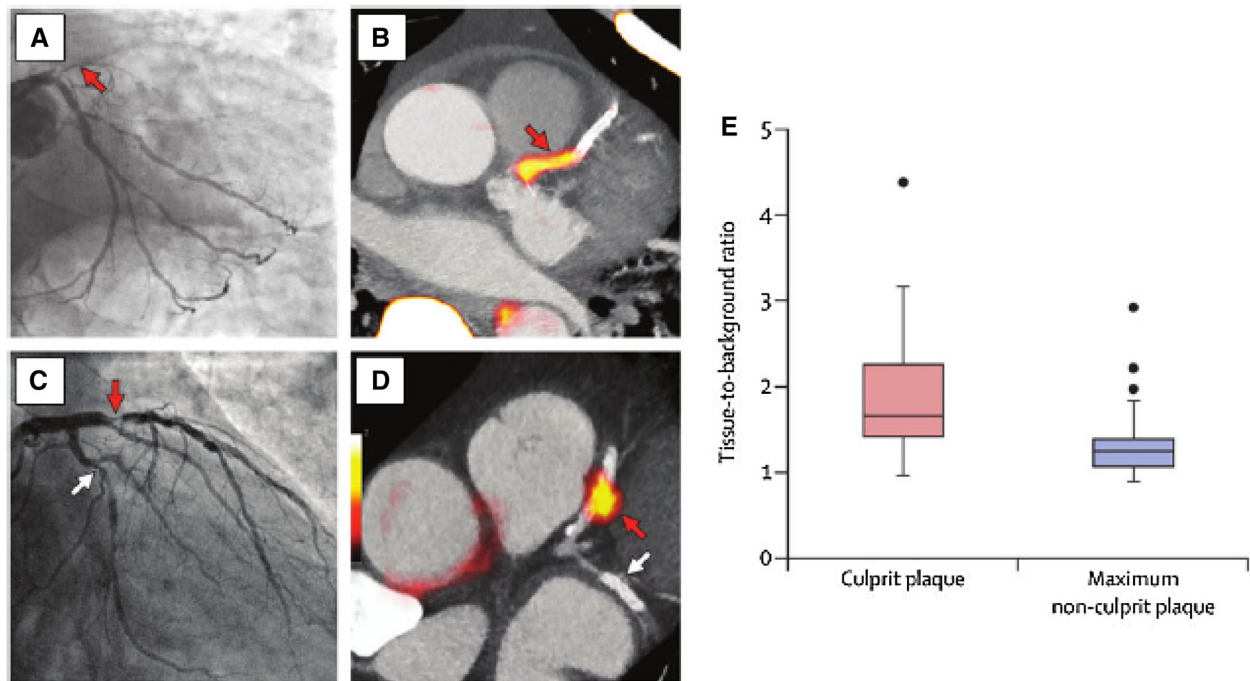 A
B
C
D
E
Tissue-to-background ratio
5
4
3
2
1
0
Culprit plaque
Maximum
non-culprit plaque